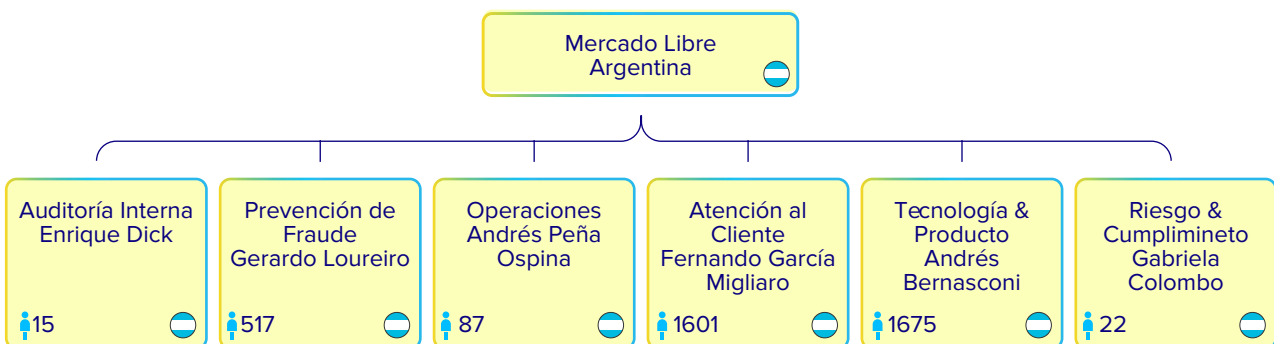 Mercado Libre
Argentina
Auditoría Interna
Enrique Dick
15
Prevención de
Fraude
Gerardo Loureiro
517
Operaciones
Andrés Peña
Ospina
87
Atención al
Cliente
Fernando García
Migliaro
1601
Tecnología &
Producto
Andrés
Bernasconi
1675
Riesgo &
Cumplimineto
Gabriela
Colombo
22